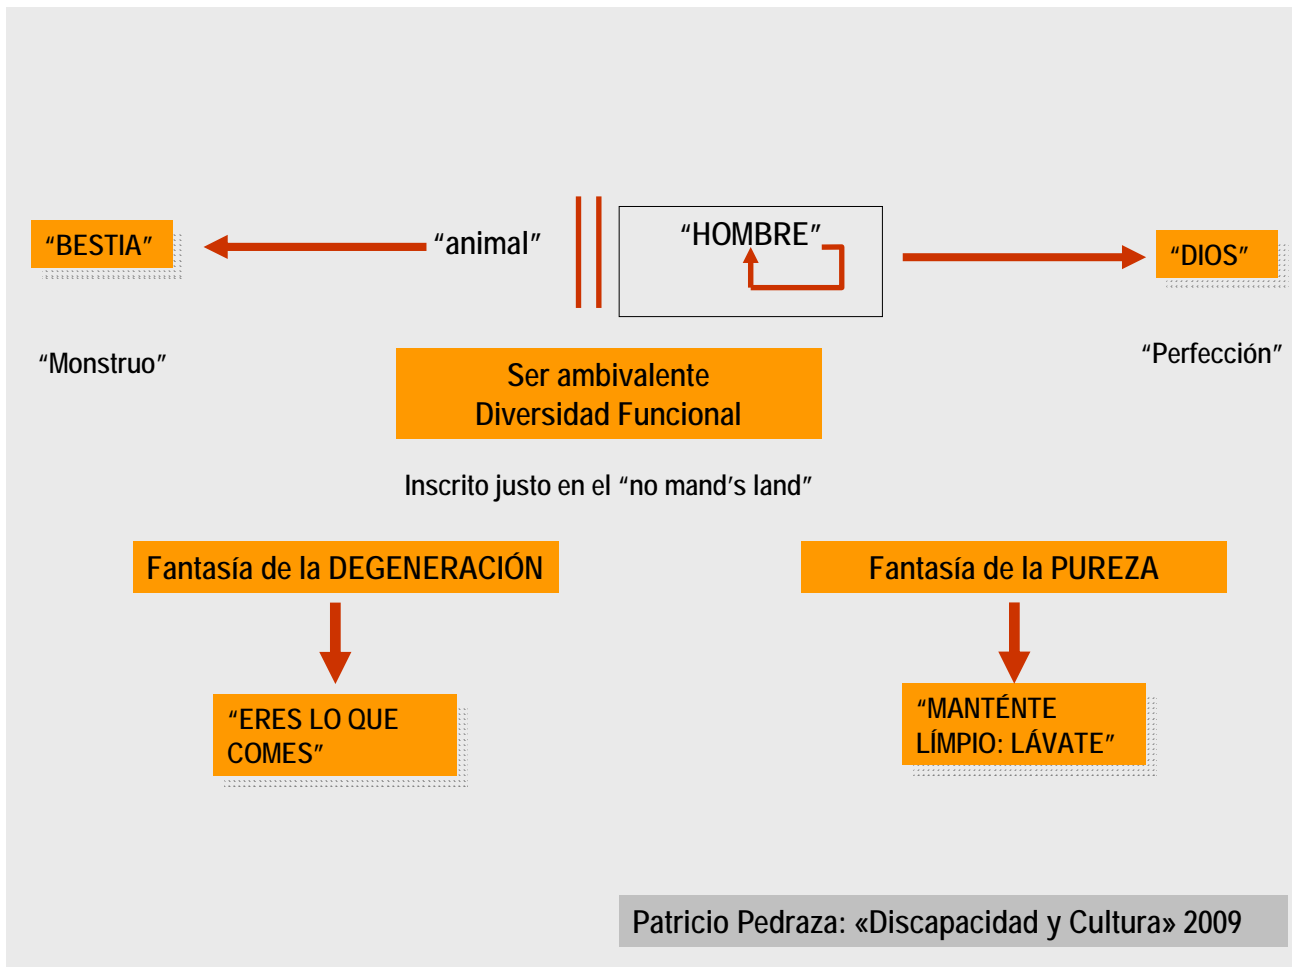 “BESTIA”
“animal”
“HOMBRE”
“DIOS”
“Monstruo”
“Perfección”
Ser ambivalente
Diversidad Funcional
Inscrito justo en el “no mand’s land”
Fantasía de la DEGENERACIÓN
Fantasía de la PUREZA
“ERES LO QUE
COMES”
“MANTÉNTE
LÍMPIO: LÁVATE”
Patricio Pedraza: «Discapacidad y Cultura» 2009